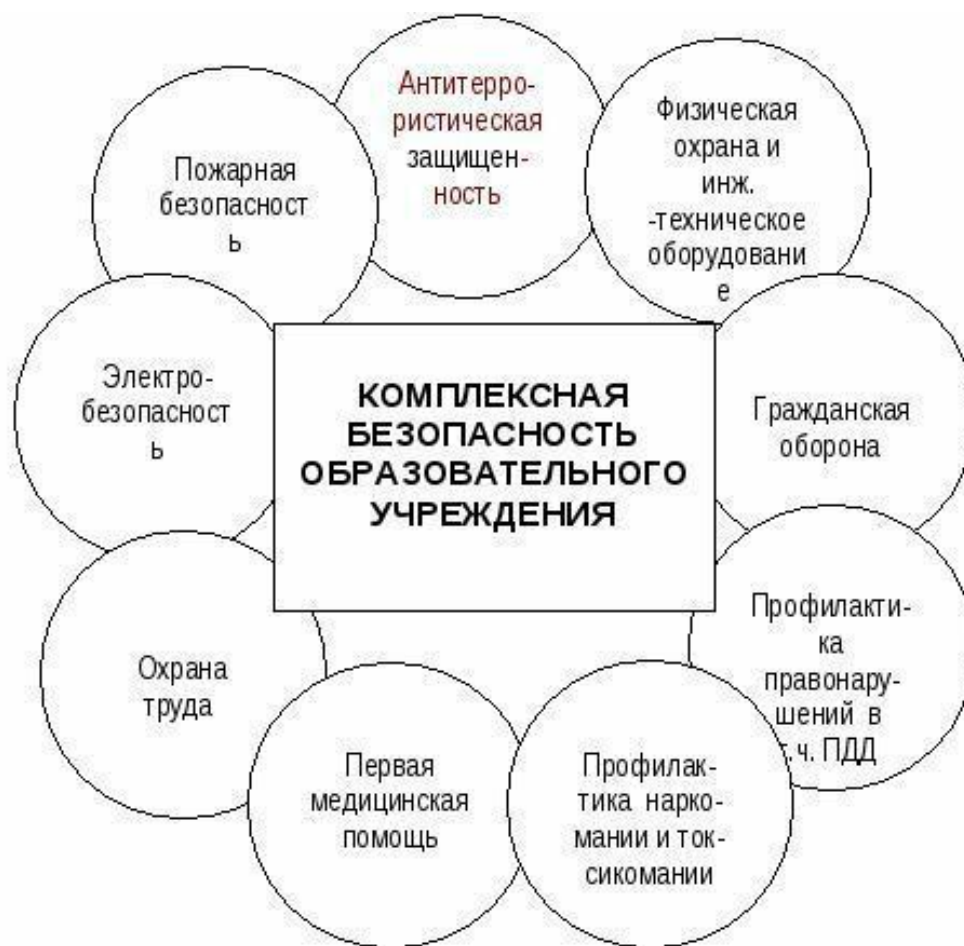 Антитерро-
ристическая
защищен-
ность
Физическая
охрана и
инж.
-техническое
оборудовани
е
Пожарная
безопасност
ь
Электро-
безопасност
ь
КОМПЛЕКСНАЯ
БЕЗОПАСНОСТЬ
ОБРАЗОВАТЕЛЬНОГО
УЧРЕЖДЕНИЯ
Гражданская
оборона
Профилакти-
ка
правонару-
шений в
т.ч. ПДД
Охрана
труда
Первая
медицинская
помощь
Профилак-
тика нарко-
мании и ток-
сикомании